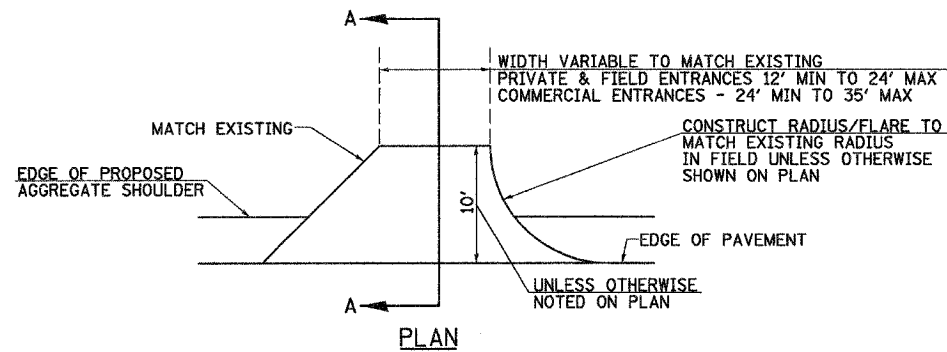 A
WIDTH VARIABLE TO MATCH EXISTING
PRIVATE & FIELD ENTRANCES 12' MIN TO 24' MAX
COMMERCIAL ENTRANCES - 24' MIN TO 35' MAX
MATCH EXISTING
CONSTRUCT RADIUS/FLARE TO
MATCH EXISTING RADIUS
IN FIELD UNLESS OTHERWISE
SHOWN ON PLAN
EDGE OF PROPOSED
AGGREGATE SHOULDER
10'
EDGE OF PAVEMENT
UNLESS OTHERWISE
NOTED ON PLAN
A
PLAN